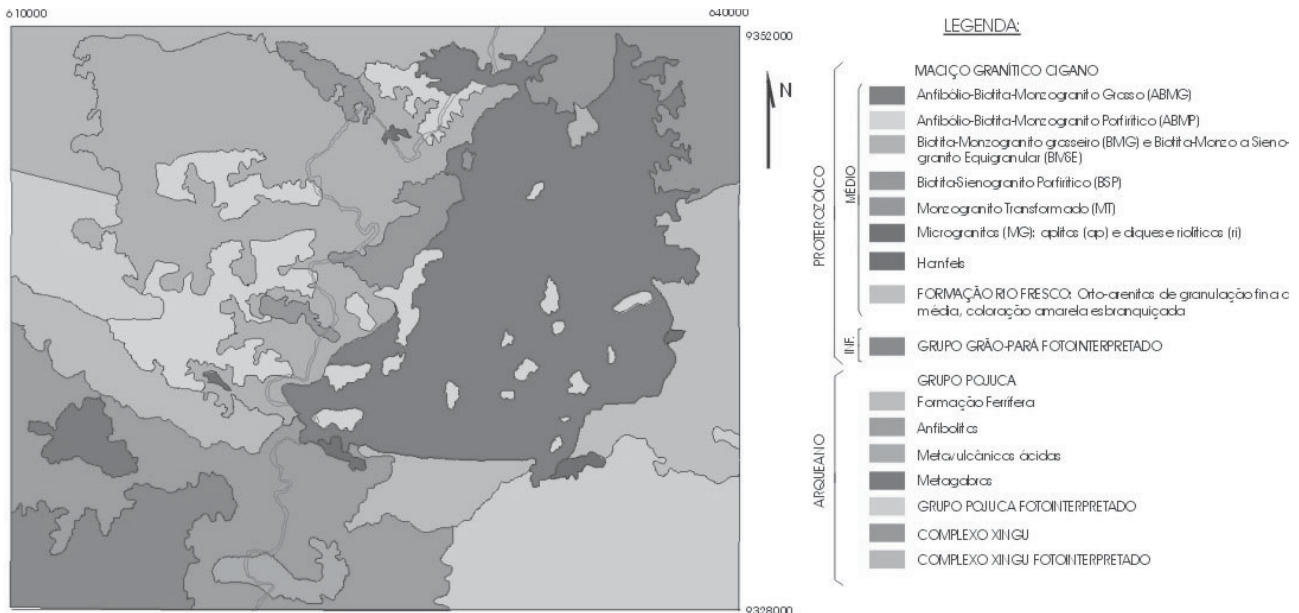 610000
640000
9352000
N
9328000
LEGENDA:
MACIÇO GRANÍTICO CIGANO
Anfibólio-Biotita-Monzogranito Grosso (ABMG)
Anfibólio-Biotita-Monzogranito Porfirítico (ABMP)
Biotita-Monzogranito grosseiro (BMG) e Biotita-Monzo a Sieno-
granito Equigranular (BMSE)
Biotita-Sienogranito Porfirítico (BSP)
Monzogranito Transformado (MT)
Microgranitos (MG): aplitos (ap) e diques e riolíticos (ri)
Hornfels
FORMAÇÃO RIO FRESCO: Orto-arenitos de granulação fina a
média, coloração amarela esbranquiçada
GRUPO GRÃO-PARÁ FOTOINTERPRETADO
GRUPO POJUCA
Formação Ferrífera
Anfibolitos
Metavulcânicas ácidas
Metagabros
GRUPO POJUCA FOTOINTERPRETADO
COMPLEXO XINGU
COMPLEXO XINGU FOTOINTERPRETADO
PROTEROZÓICO
MÉDIO
INF.
ARQUEANO